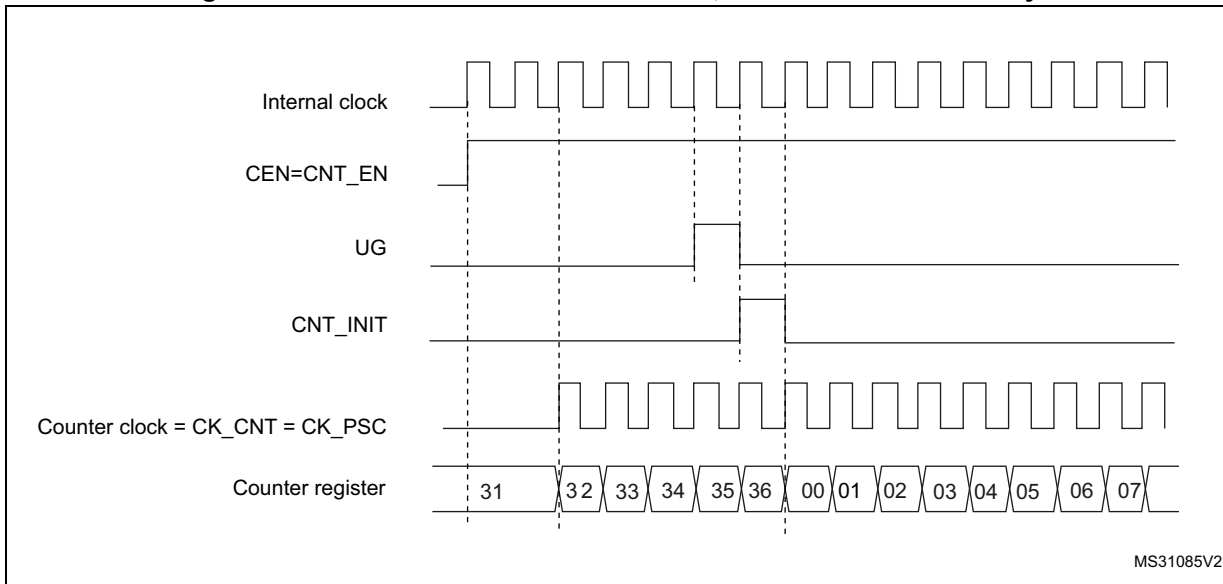 Internal clock
CEN=CNT_EN
UG
CNT_INIT
Counter clock = CK_CNT = CK_PSC
Counter register 31 32 33 34 35 36 00 01 02 03 04 05 06 07
MS31085V2